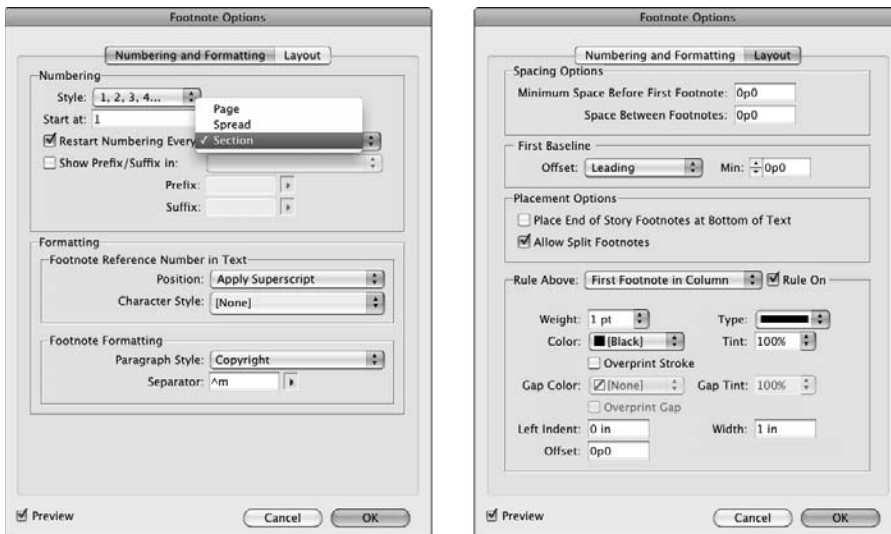 Footnote Options
Numbering and Formatting Layout
Numbering
Style: 1, 2, 3, 4...
Page
Spread
Section
Start at: 1
Restart Numbering Every
Show Prefix/Suffix in:
Prefix:
Suffix:
Formatting
Footnote Reference Number in Text
Position: Apply Superscript
Character Style: [None]
Footnote Formatting
Paragraph Style: Copyright
Separator: ^m
Preview
Cancel OK
Footnote Options
Numbering and Formatting Layout
Spacing Options
Minimum Space Before First Footnote: 0p0
Space Between Footnotes: 0p0
First Baseline
Offset: Leading Min: 0p0
Placement Options
Place End of Story Footnotes at Bottom of Text
Allow Split Footnotes
Rule Above: First Footnote in Column Rule On
Weight: 1 pt Type:
Color: [Black] Tint: 100%
Overprint Stroke
Gap Color: [None] Gap Tint: 100%
Overprint Gap
Left Indent: 0 in Width: 1 in
Offset: 0p0
Preview
Cancel OK